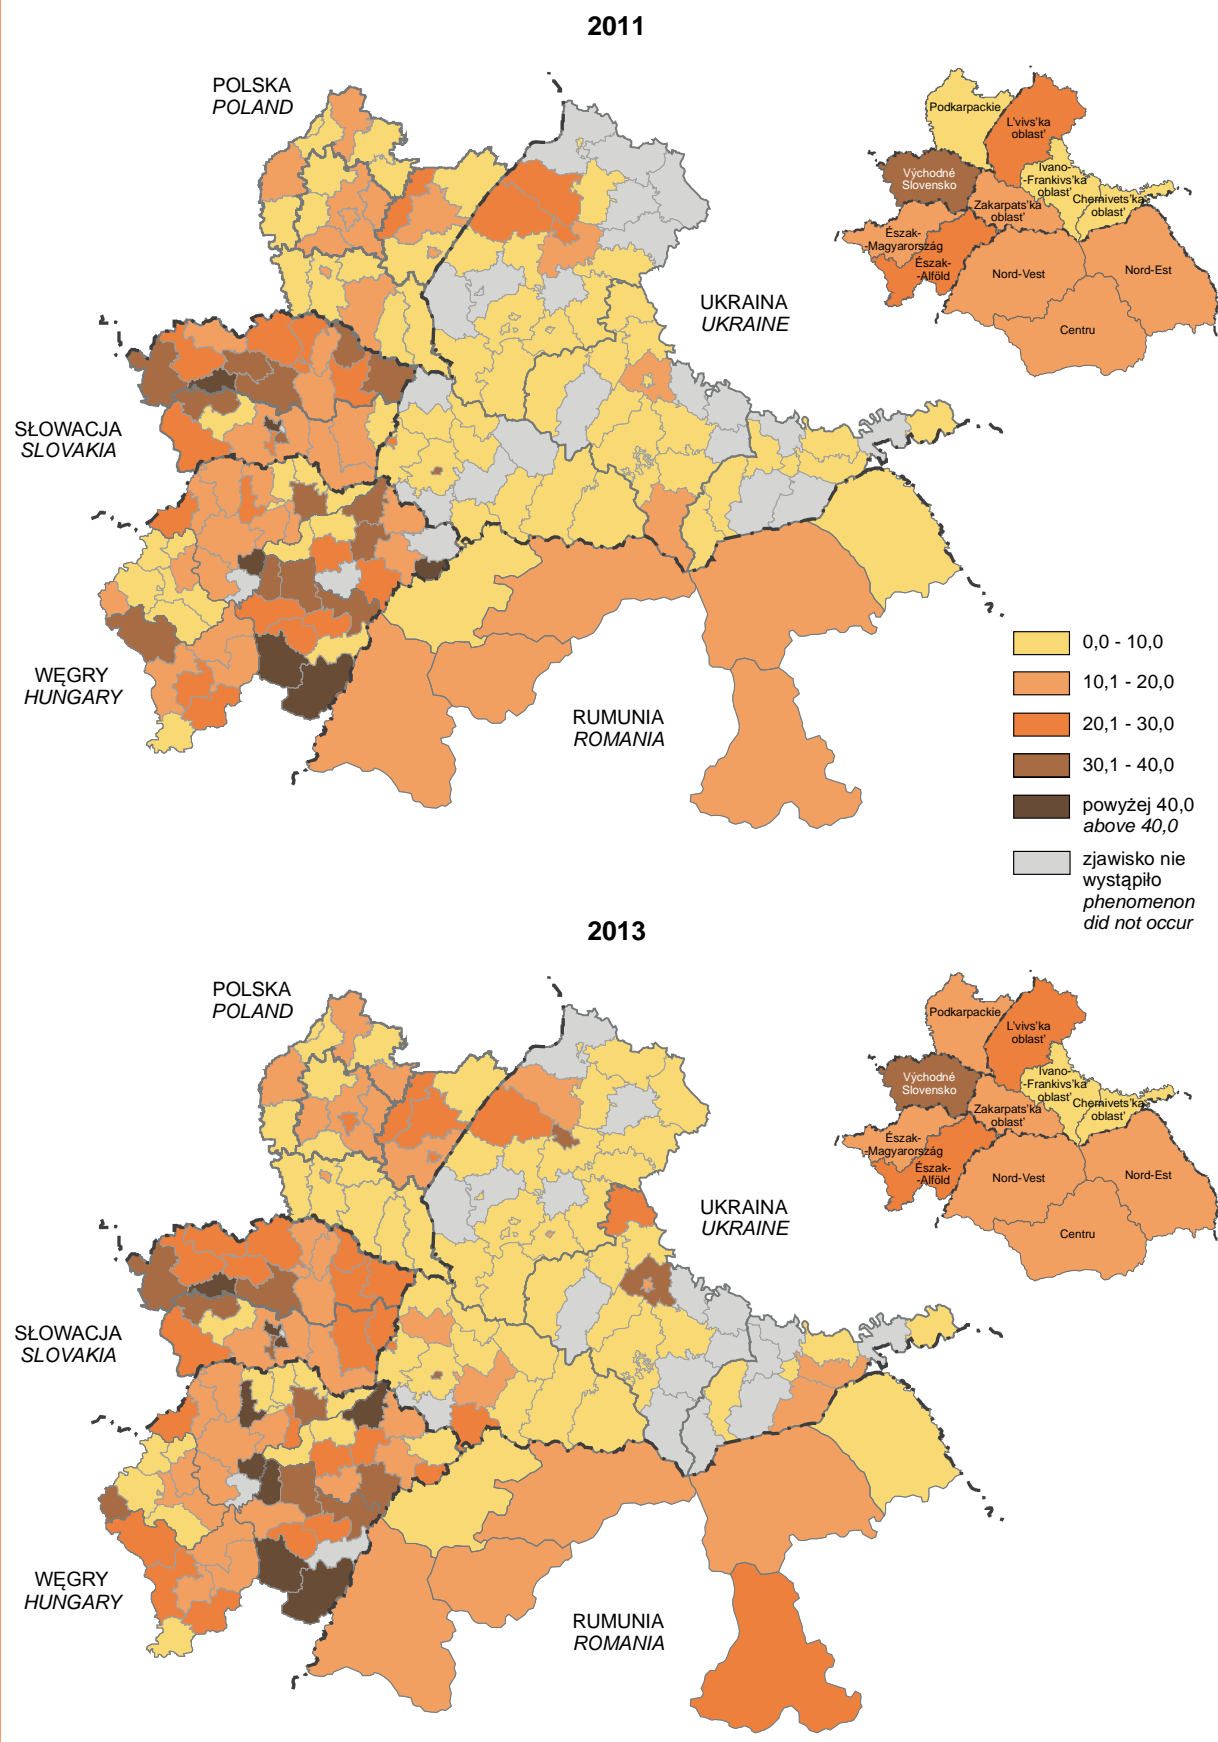 2011
POLSKA
POLAND
Podkarpackie
L'vivs'ka
oblast'
Východné
Slovensko
Ivano
-Frankivs'ka
oblast'
Chernivets'ka
oblast'
Zakarpats'ka
oblast'
Észak-
-Magyarország
Észak-
-Alföld
Nord-Vest
Nord-Est
Centru
UKRAINA
UKRAINE
SŁOWACJA
SLOVAKIA
WĘGRY
HUNGARY
RUMUNIA
ROMANIA
0,0 - 10,0
10,1 - 20,0
20,1 - 30,0
30,1 - 40,0
powyżej 40,0
above 40,0
zjawisko nie
wystąpiło
phenomenon
did not occur
2013
POLSKA
POLAND
Podkarpackie
L'vivs'ka
oblast'
Východné
Slovensko
Ivano
-Frankivs'ka
oblast'
Chernivets'ka
oblast'
Zakarpats'ka
oblast'
Észak-
-Magyarország
Észak-
-Alföld
Nord-Vest
Nord-Est
Centru
UKRAINA
UKRAINE
SŁOWACJA
SLOVAKIA
WĘGRY
HUNGARY
RUMUNIA
ROMANIA